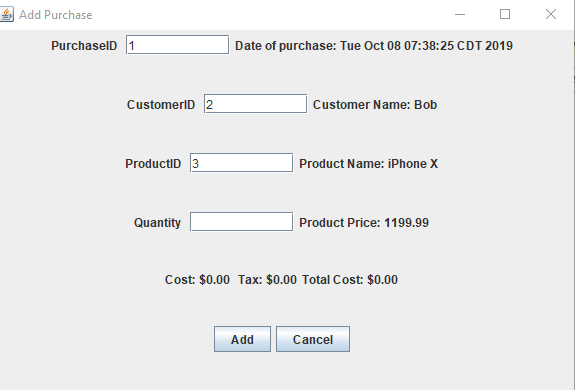 Add Purchase
PurchaseID 1 Date of purchase: Tue Oct 08 07:38:25 CDT 2019
CustomerID 2 Customer Name: Bob
ProductID 3 Product Name: iPhone X
Quantity Product Price: 1199.99
Cost: $0.00 Tax: $0.00 Total Cost: $0.00
Add Cancel